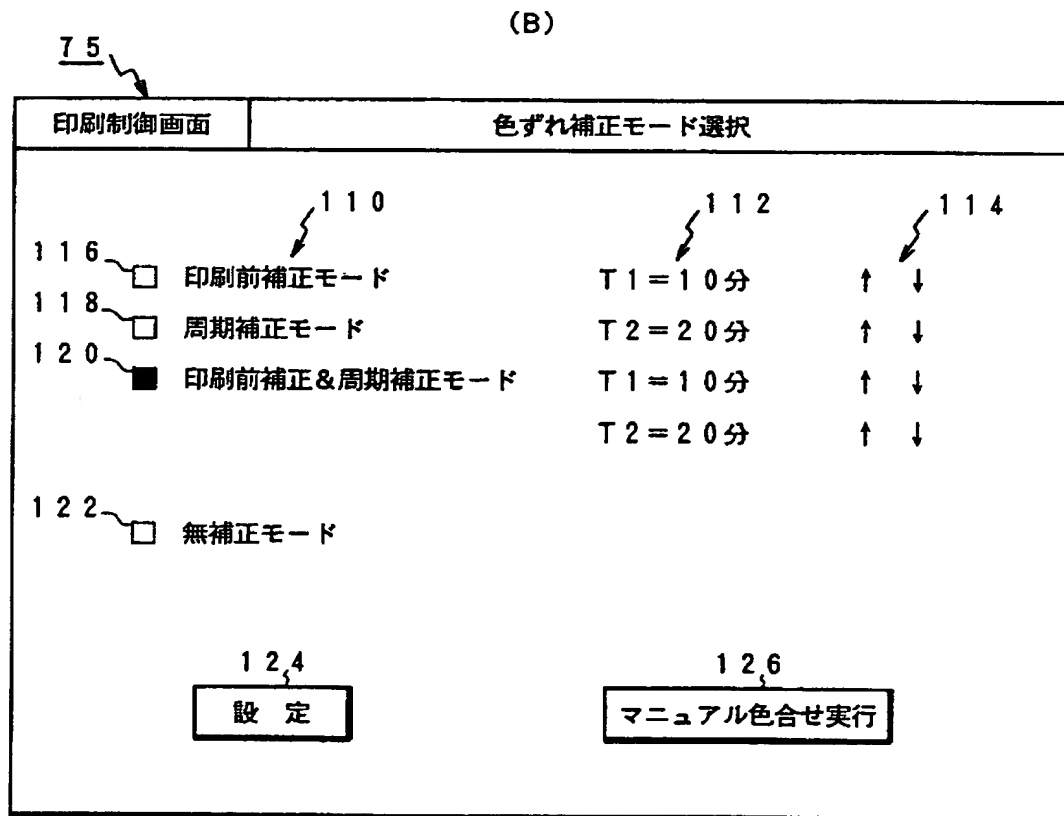 (B)
75
印刷制御画面 色ずれ補正モード選択
110 112 114
116
印刷前補正モード T1=10分 ↑ ↓
118
周期補正モード T2=20分 ↑ ↓
120
印刷前補正&周期補正モード T1=10分 ↑ ↓
T2=20分 ↑ ↓
122
無補正モード
124 126
設定 マニュアル色合せ実行